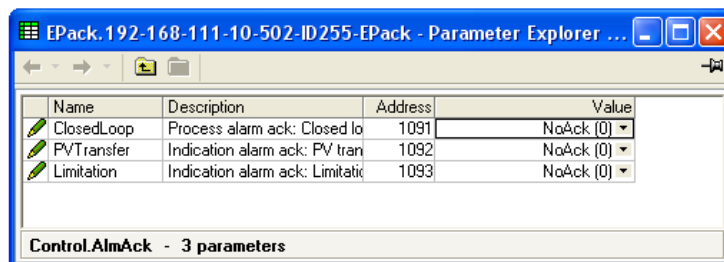 EPack.192-168-111-10-502-ID255-EPack - Parameter Explorer ...
Name Description Address Value
ClosedLoop Process alarm ack: Closed lo 1091 NoAck (0)
PVTransfer Indication alarm ack: PV tran 1092 NoAck (0)
Limitation Indication alarm ack: Limitatic 1093 NoAck (0)
Control.AlmAck - 3 parameters